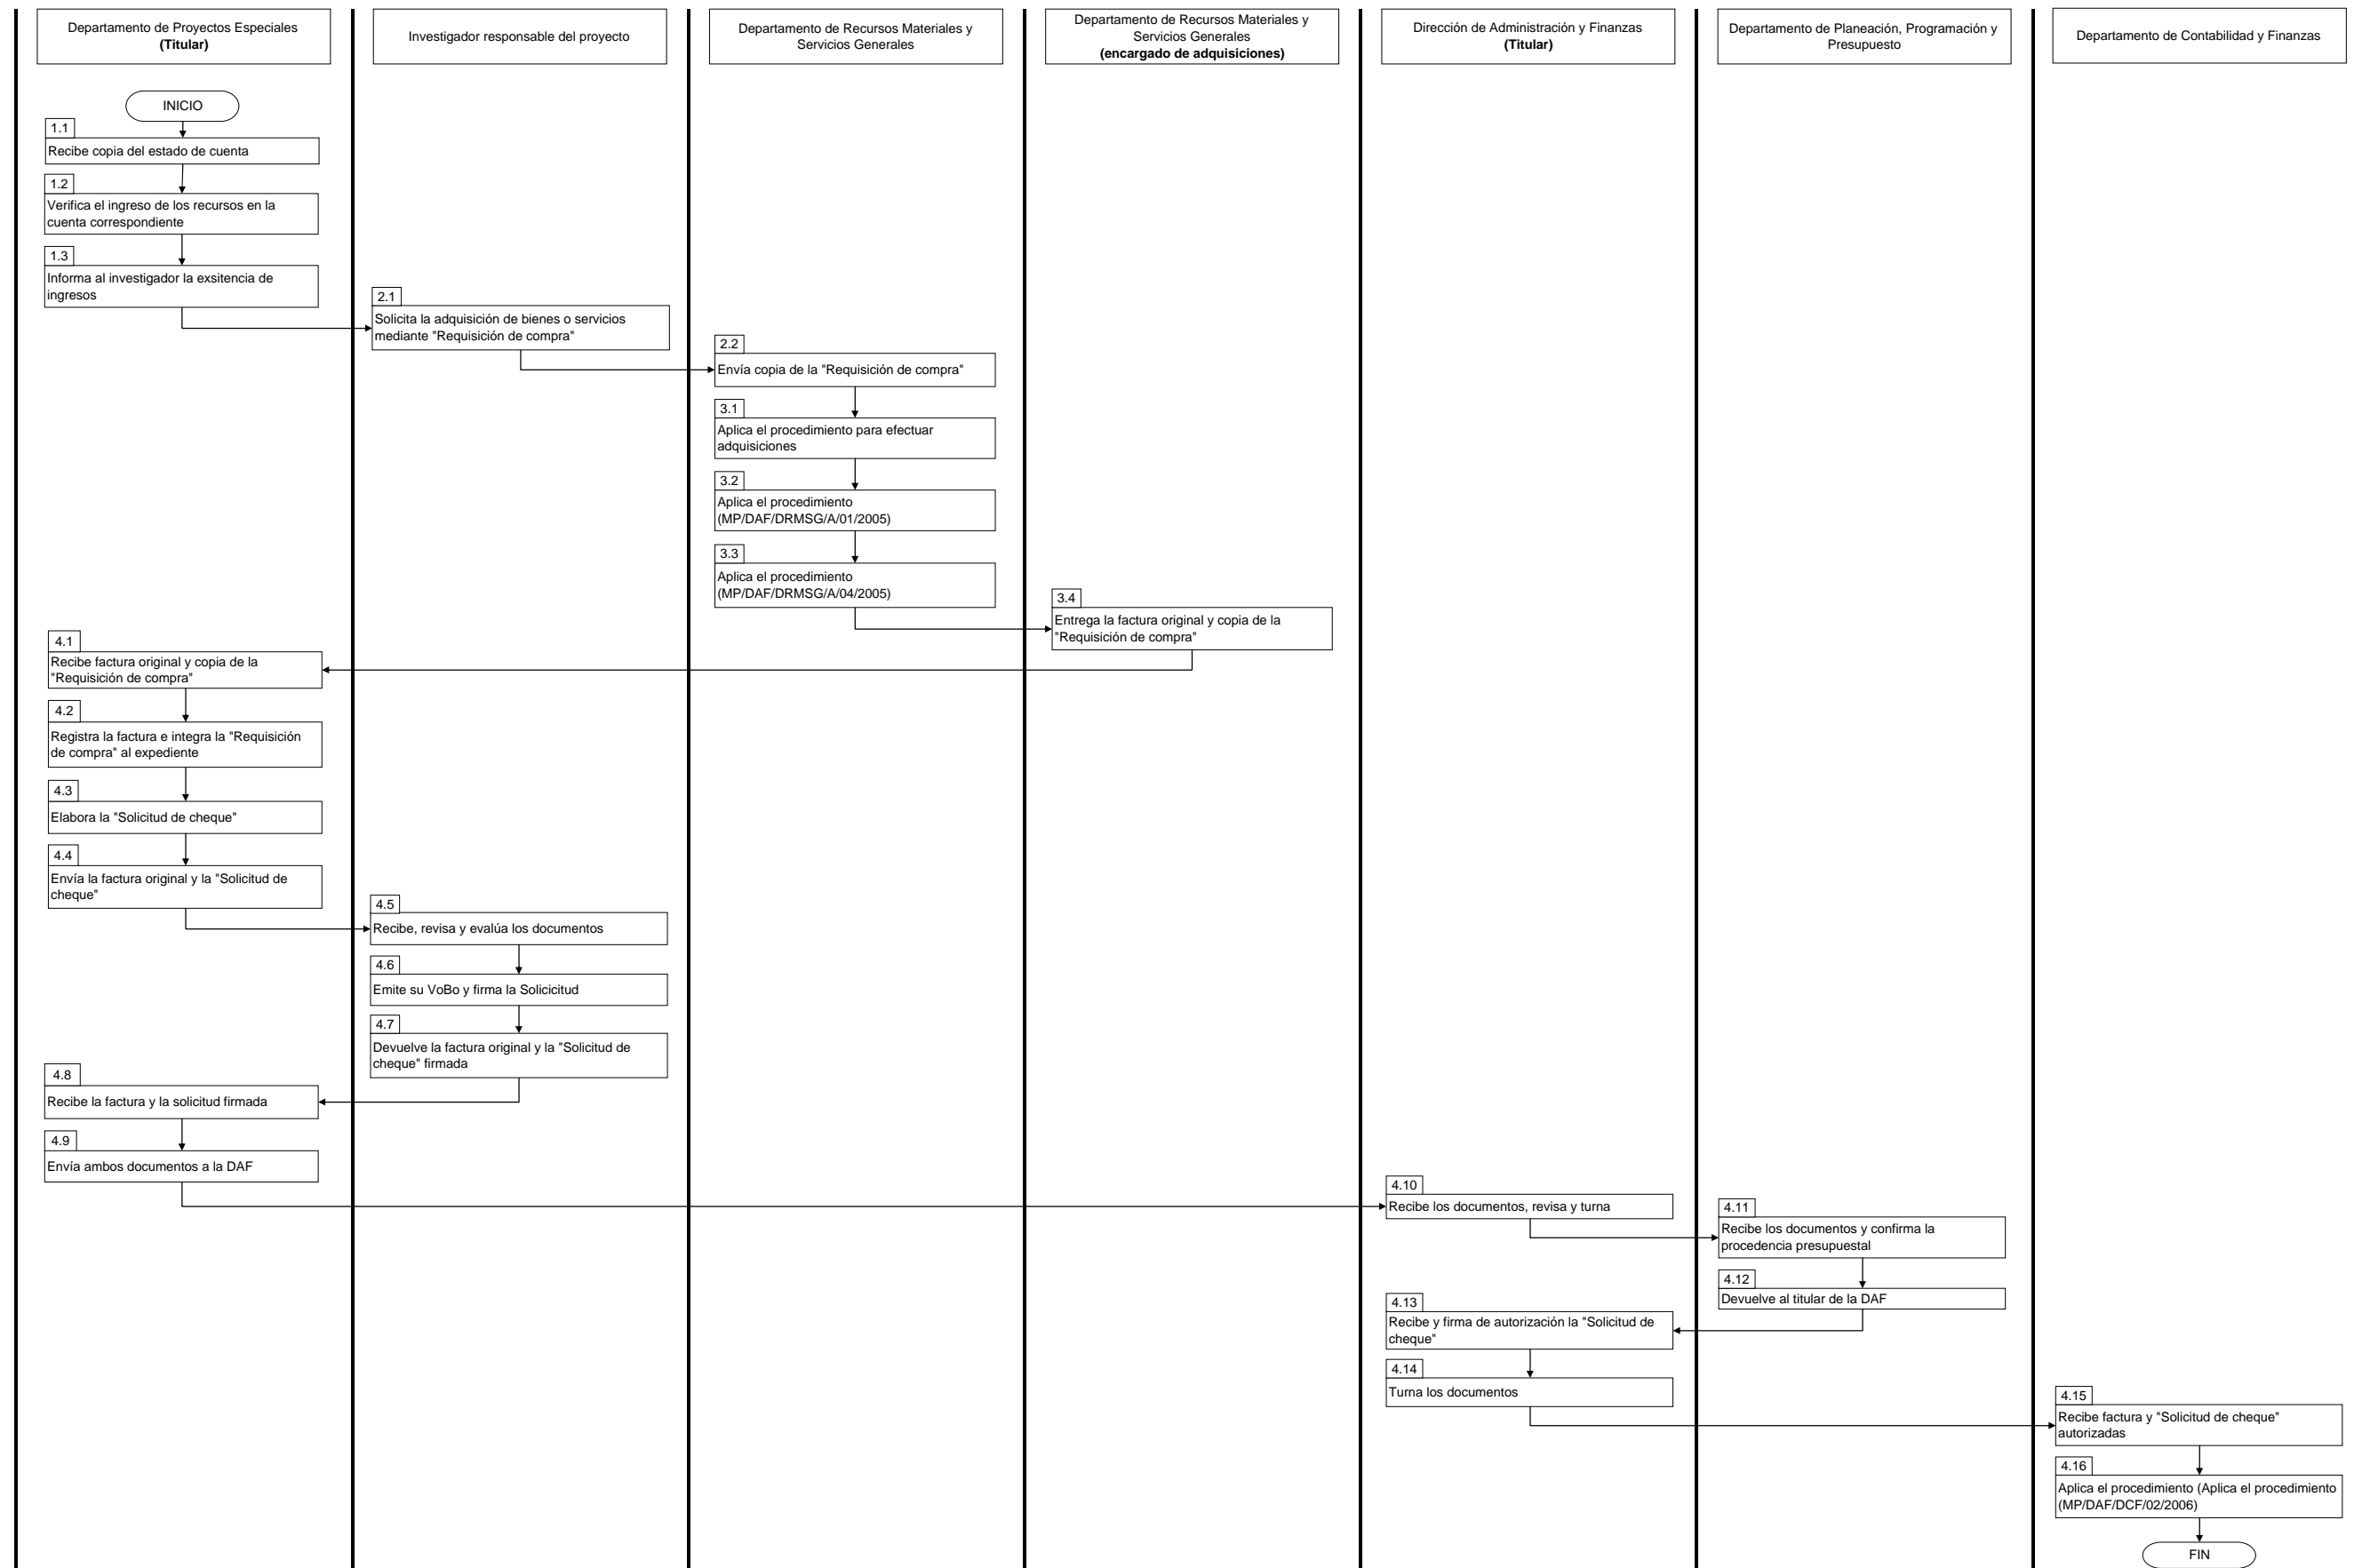 Departamento de Proyectos Especiales
(Titular)
Investigador responsable del proyecto
Departamento de Recursos Materiales y
Servicios Generales
Departamento de Recursos Materiales y
Servicios Generales
(encargado de adquisiciones)
Dirección de Administración y Finanzas
(Titular)
Departamento de Planeación, Programación y
Presupuesto
Departamento de Contabilidad y Finanzas
INICIO
1.1
Recibe copia del estado de cuenta
1.2
Verifica el ingreso de los recursos en la
cuenta correspondiente
1.3
Informa al investigador la exsitencia de
ingresos
2.1
Solicita la adquisición de bienes o servicios
mediante "Requisición de compra"
2.2
Envía copia de la "Requisición de compra"
3.1
Aplica el procedimiento para efectuar
adquisiciones
3.2
Aplica el procedimiento
(MP/DAF/DRMSG/A/01/2005)
3.3
Aplica el procedimiento
(MP/DAF/DRMSG/A/04/2005)
3.4
Entrega la factura original y copia de la
"Requisición de compra"
4.1
Recibe factura original y copia de la
"Requisición de compra"
4.2
Registra la factura e integra la "Requisición
de compra" al expediente
4.3
Elabora la "Solicitud de cheque"
4.4
Envía la factura original y la "Solicitud de
cheque"
4.5
Recibe, revisa y evalúa los documentos
4.6
Emite su VoBo y firma la Solicicitud
4.7
Devuelve la factura original y la "Solicitud de
cheque" firmada
4.8
Recibe la factura y la solicitud firmada
4.9
Envía ambos documentos a la DAF
4.10
Recibe los documentos, revisa y turna
4.11
Recibe los documentos y confirma la
procedencia presupuestal
4.12
Devuelve al titular de la DAF
4.13
Recibe y firma de autorización la "Solicitud de
cheque"
4.14
Turna los documentos
4.15
Recibe factura y "Solicitud de cheque"
autorizadas
4.16
Aplica el procedimiento (Aplica el procedimiento
(MP/DAF/DCF/02/2006)
FIN